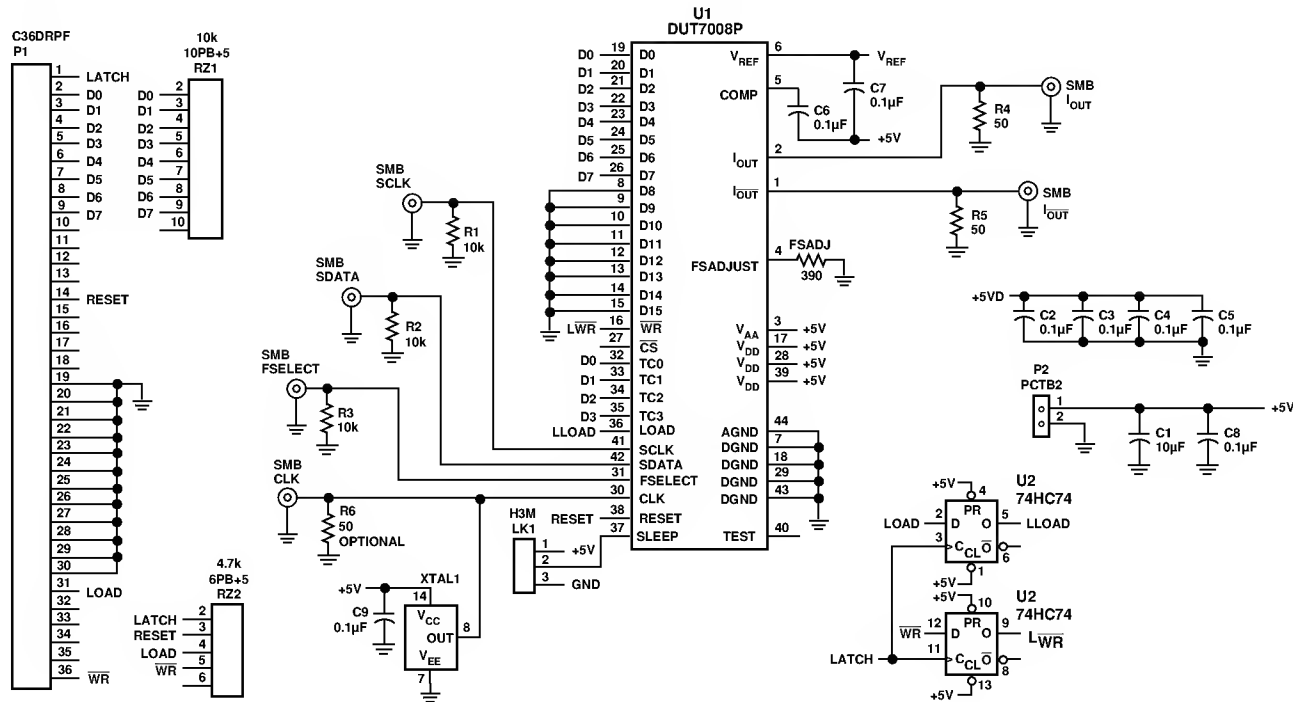 C36DRPF
P1
1 LATCH
2 D0
3 D1
4 D2
5 D3
6 D4
7 D5
8 D6
9 D7
10
11
12
13
14 RESET
15
16
17
18
19
20
21
22
23
24
25
26
27
28
29
30
31 LOAD
32
33
34
35
36 WR
10k
10PB+5
RZ1
D0 2
D1 3
D2 4
D3 5
D4 6
D5 7
D6 8
D7 9
10
4.7k
6PB+5
RZ2
LATCH 2
RESET 3
LOAD 4
WR 5
6
SMB
SCLK
R1
10k
SMB
SDATA
R2
10k
SMB
FSELECT
R3
10k
SMB
CLK
R6
50
OPTIONAL
+5V
C9
0.1µF
XTAL1
14
VCC
OUT 8
VEE
7
H3M
LK1
1 +5V
2
3 GND
U1
DUT7008P
D0 19 D0
D1 20 D1
D2 21 D2
D3 22 D3
D4 23 D4
D5 24 D5
D6 25 D6
D7 26 D7
8 D8
9 D9
10 D10
11 D11
12 D12
13 D13
14 D14
15 D15
LWR 16 WR
27 CS
D0 32 TC0
D1 33 TC1
D2 34 TC2
D3 35 TC3
LLOAD 36 LOAD
41 SCLK
42 SDATA
31 FSELECT
30 CLK
RESET 38 RESET
37 SLEEP
VREF 6 VREF
COMP 5
C6
0.1µF
C7
0.1µF
+5V
IOUT 2
IOUT 1
FSADJUST 4
FSADJ
390
VAA 3 +5V
VDD 17 +5V
VDD 28 +5V
VDD 39 +5V
AGND 44
DGND 7
DGND 18
DGND 29
DGND 43
TEST 40
R4
50
SMB
IOUT
R5
50
SMB
IOUT
+5VD
C2
0.1µF
C3
0.1µF
C4
0.1µF
C5
0.1µF
P2
PCTB2
1
2
C1
10µF
C8
0.1µF
+5V
U2
74HC74
+5V 4
PR
LOAD 2 D O 5 LLOAD
3 C CL O 6
+5V 1
U2
74HC74
+5V 10
PR
WR 12 D O 9 LWR
LATCH 11 C CL O 8
+5V 13